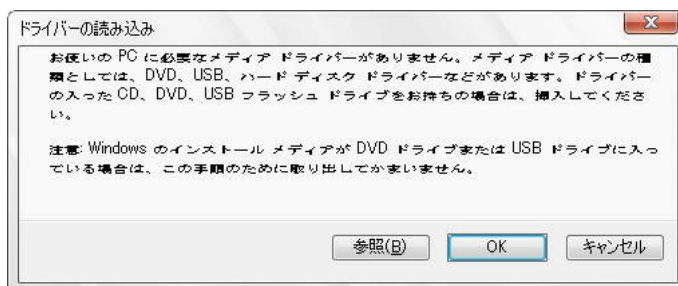 ドライバーの読み込み
お使いの PC に必要なメディア ドライバーがありません。メディア ドライバーの種
類としては、DVD、USB、ハード ディスク ドライバーなどがあります。ドライバー
の入った CD、DVD、USB フラッシュ ドライブをお持ちの場合は、挿入してくださ
い。
注意: Windows のインストール メディアが DVD ドライブまたは USB ドライブに入っ
ている場合は、この手順のために取り出してかまいません。
参照(B)
OK
キャンセル